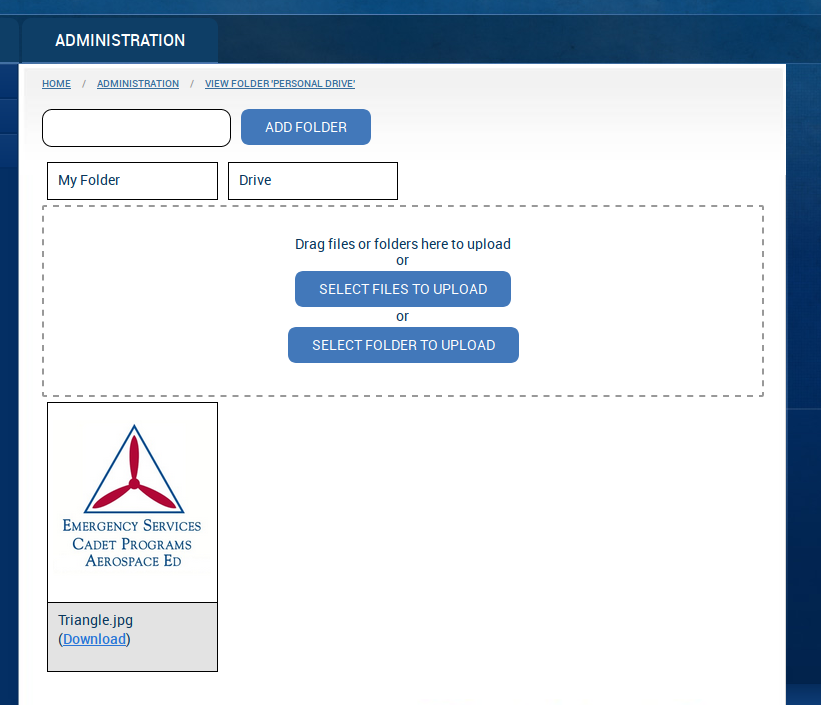 ADMINISTRATION
HOME / ADMINISTRATION / VIEW FOLDER 'PERSONAL DRIVE'
ADD FOLDER
My Folder Drive
Drag files or folders here to upload
or
SELECT FILES TO UPLOAD
or
SELECT FOLDER TO UPLOAD
EMERGENCY SERVICES
CADET PROGRAMS
AEROSPACE ED
Triangle.jpg
(Download)